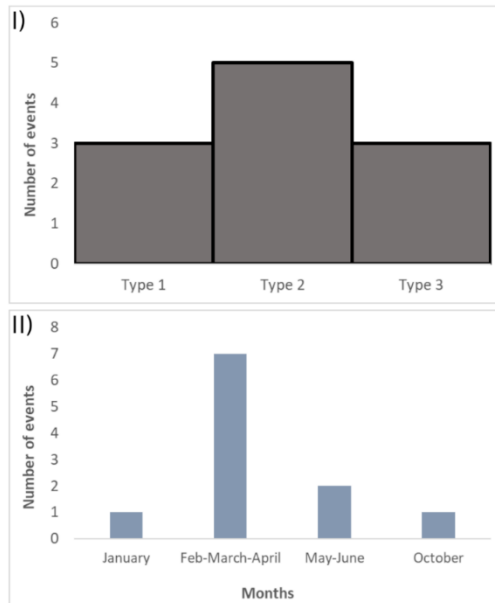 I)
Number of events
6
5
4
3
2
1
0
Type 1 Type 2 Type 3
II)
Number of events
8
7
6
5
4
3
2
1
0
January Feb-March-April May-June October
Months